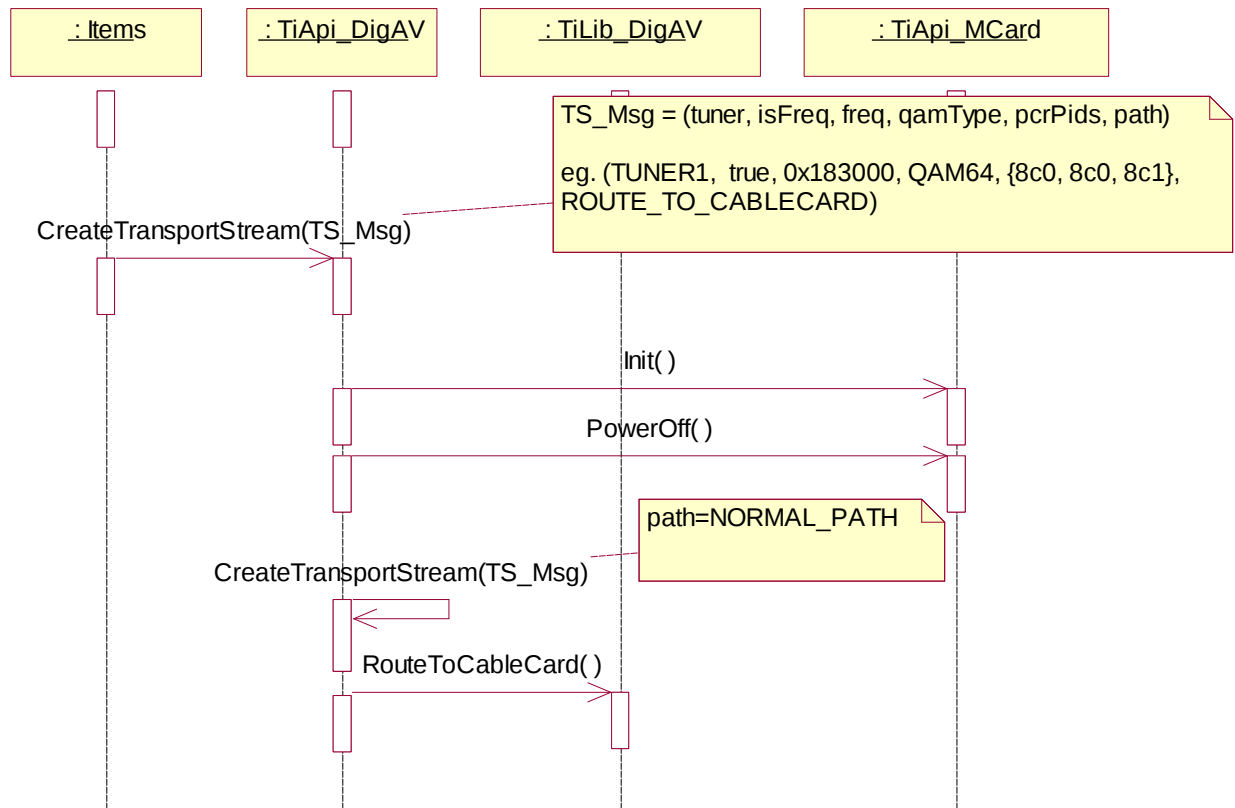 : Items
: TiApi_DigAV
: TiLib_DigAV
: TiApi_MCard
TS_Msg = (tuner, isFreq, freq, qamType, pcrPids, path)
eg. (TUNER1, true, 0x183000, QAM64, {8c0, 8c0, 8c1},
ROUTE_TO_CABLECARD)
CreateTransportStream(TS_Msg)
Init( )
PowerOff( )
path=NORMAL_PATH
CreateTransportStream(TS_Msg)
RouteToCableCard( )